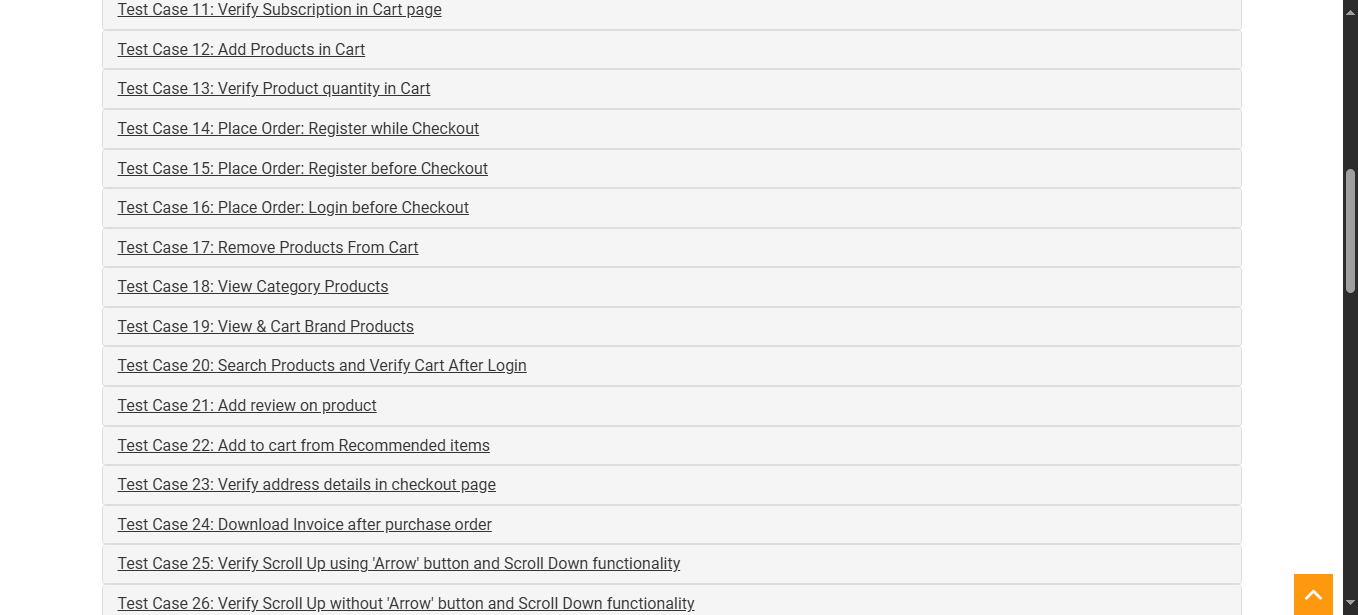 Test Case 11: Verify Subscription in Cart page
Test Case 12: Add Products in Cart
Test Case 13: Verify Product quantity in Cart
Test Case 14: Place Order: Register while Checkout
Test Case 15: Place Order: Register before Checkout
Test Case 16: Place Order: Login before Checkout
Test Case 17: Remove Products From Cart
Test Case 18: View Category Products
Test Case 19: View & Cart Brand Products
Test Case 20: Search Products and Verify Cart After Login
Test Case 21: Add review on product
Test Case 22: Add to cart from Recommended items
Test Case 23: Verify address details in checkout page
Test Case 24: Download Invoice after purchase order
Test Case 25: Verify Scroll Up using 'Arrow' button and Scroll Down functionality
Test Case 26: Verify Scroll Up without 'Arrow' button and Scroll Down functionality